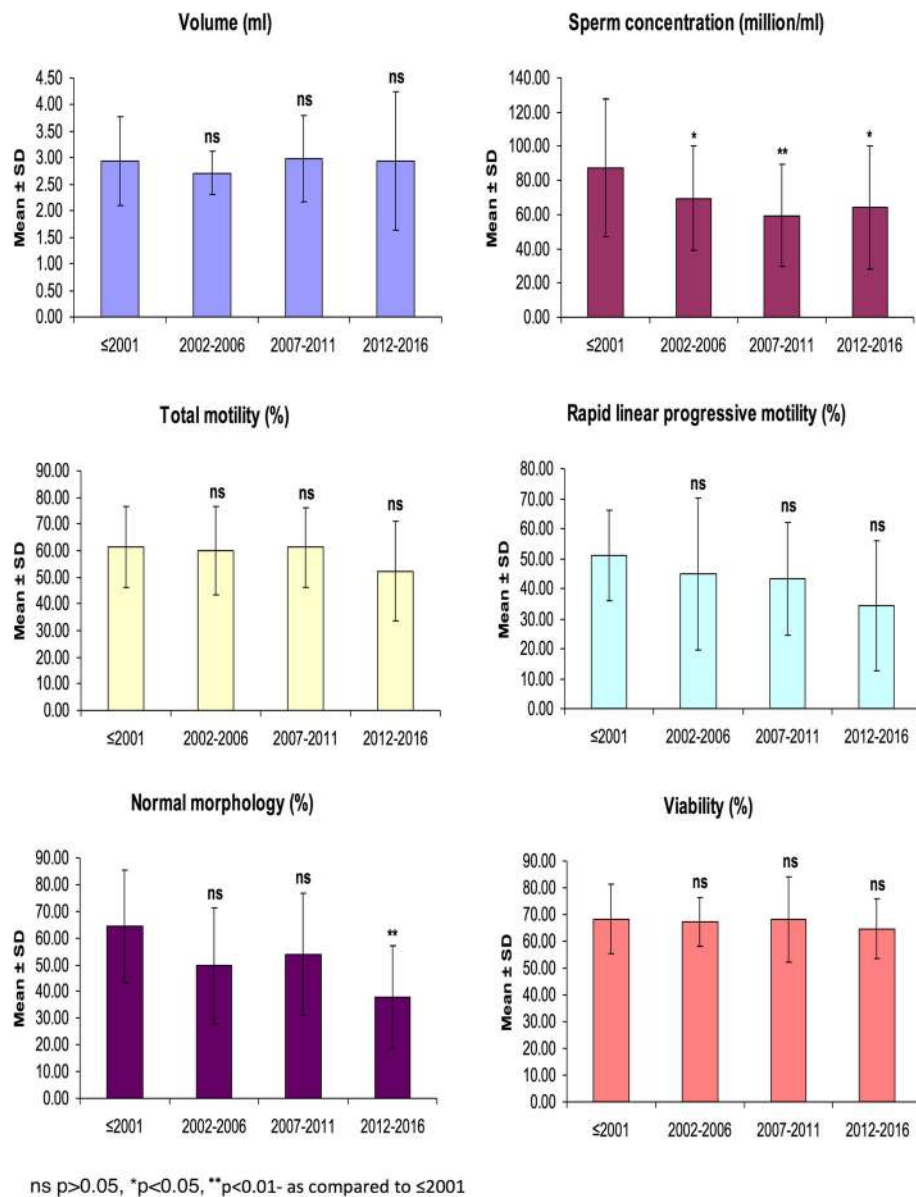 Volume (ml)
Mean ± SD
4.50
4.00
3.50
3.00
2.50
2.00
1.50
1.00
0.50
0.00
ns
ns
ns
≤2001 2002-2006 2007-2011 2012-2016
Sperm concentration (million/ml)
Mean ± SD
140.00
120.00
100.00
80.00
60.00
40.00
20.00
0.00
*
**
*
≤2001 2002-2006 2007-2011 2012-2016
Total motility (%)
Mean ± SD
90.00
80.00
70.00
60.00
50.00
40.00
30.00
20.00
10.00
0.00
ns
ns
ns
≤2001 2002-2006 2007-2011 2012-2016
Rapid linear progressive motility (%)
Mean ± SD
80.00
70.00
60.00
50.00
40.00
30.00
20.00
10.00
0.00
ns
ns
ns
≤2001 2002-2006 2007-2011 2012-2016
Normal morphology (%)
Mean ± SD
90.00
80.00
70.00
60.00
50.00
40.00
30.00
20.00
10.00
0.00
ns
ns
**
≤2001 2002-2006 2007-2011 2012-2016
Viability (%)
Mean ± SD
90.00
80.00
70.00
60.00
50.00
40.00
30.00
20.00
10.00
0.00
ns
ns
ns
≤2001 2002-2006 2007-2011 2012-2016
ns p>0.05, *p<0.05, **p<0.01- as compared to ≤2001